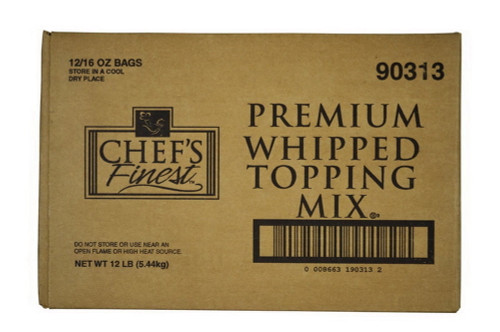 12/16 OZ BAGS
STORE IN A COOL
DRY PLACE
90313
CHEF'S
Finest™
PREMIUM
WHIPPED
TOPPING
MIX®
DO NOT STORE OR USE NEAR AN
OPEN FLAME OR HIGH HEAT SOURCE.
NET WT 12 LB (5.44kg)
0 008663 190313 2